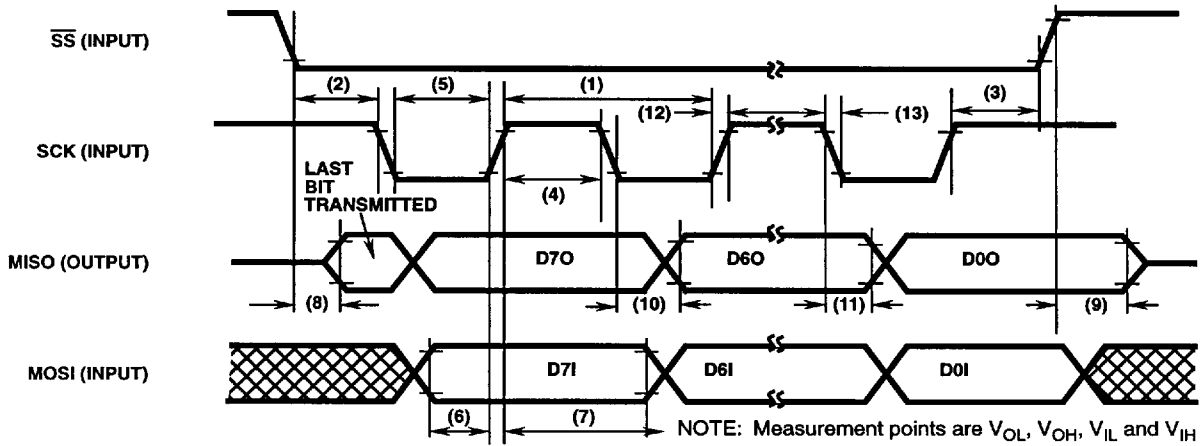 SS (INPUT)
(2) (5) (1) (3)
(12) (13)
SCK (INPUT)
(4)
LAST
BIT
TRANSMITTED
MISO (OUTPUT) D7O D6O D0O
(8) (10) (11) (9)
MOSI (INPUT) D7I D6I D0I
(6) (7)
NOTE: Measurement points are VOL, VOH, VIL and VIH